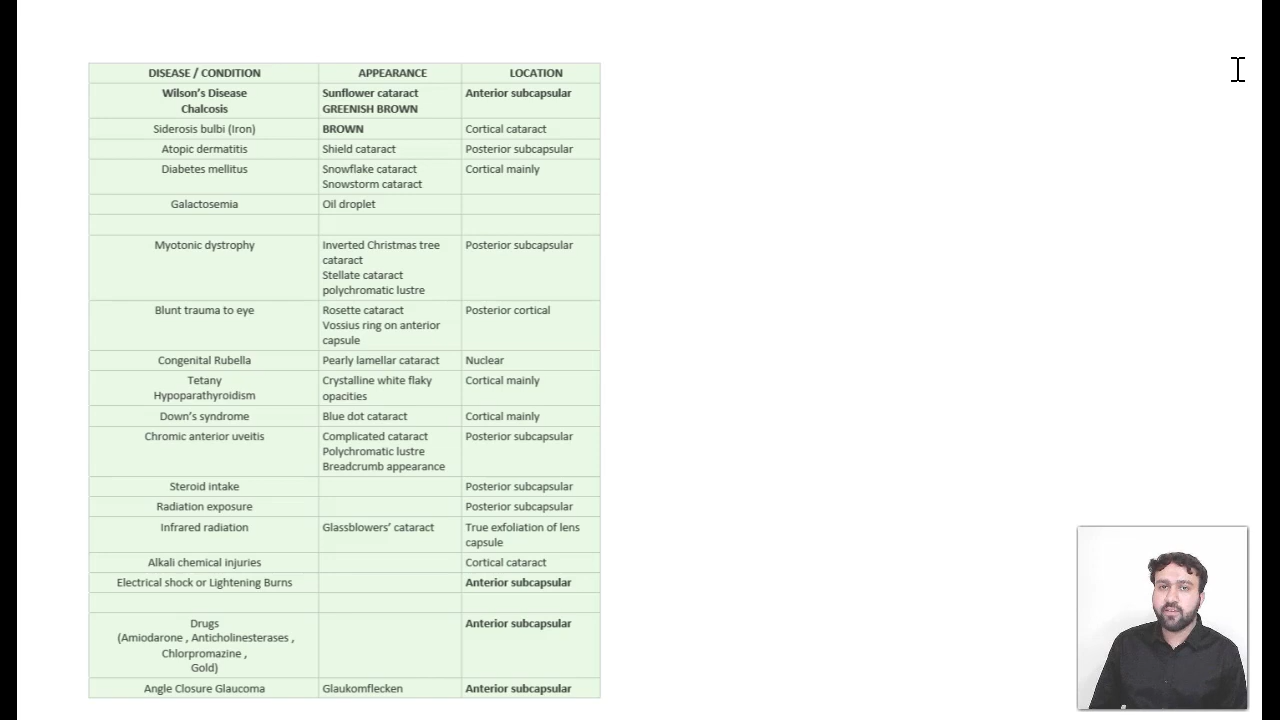 DISEASE / CONDITION APPEARANCE LOCATION
Wilson's Disease Sunflower cataract Anterior subcapsular
Chalcosis GREENISH BROWN
Siderosis bulbi (Iron) BROWN Cortical cataract
Atopic dermatitis Shield cataract Posterior subcapsular
Diabetes mellitus Snowflake cataract Cortical mainly
Snowstorm cataract
Galactosemia Oil droplet
Myotonic dystrophy Inverted Christmas tree Posterior subcapsular
cataract
Stellate cataract
polychromatic lustre
Blunt trauma to eye Rosette cataract Posterior cortical
Vossius ring on anterior
capsule
Congenital Rubella Pearly lamellar cataract Nuclear
Tetany Crystalline white flaky Cortical mainly
Hypoparathyroidism opacities
Down's syndrome Blue dot cataract Cortical mainly
Chromic anterior uveitis Complicated cataract Posterior subcapsular
Polychromatic lustre
Breadcrumb appearance
Steroid intake Posterior subcapsular
Radiation exposure Posterior subcapsular
Infrared radiation Glassblowers' cataract True exfoliation of lens
capsule
Alkali chemical injuries Cortical cataract
Electrical shock or Lightening Burns Anterior subcapsular
Drugs Anterior subcapsular
(Amiodarone , Anticholinesterases ,
Chlorpromazine ,
Gold)
Angle Closure Glaucoma Glaukomflecken Anterior subcapsular